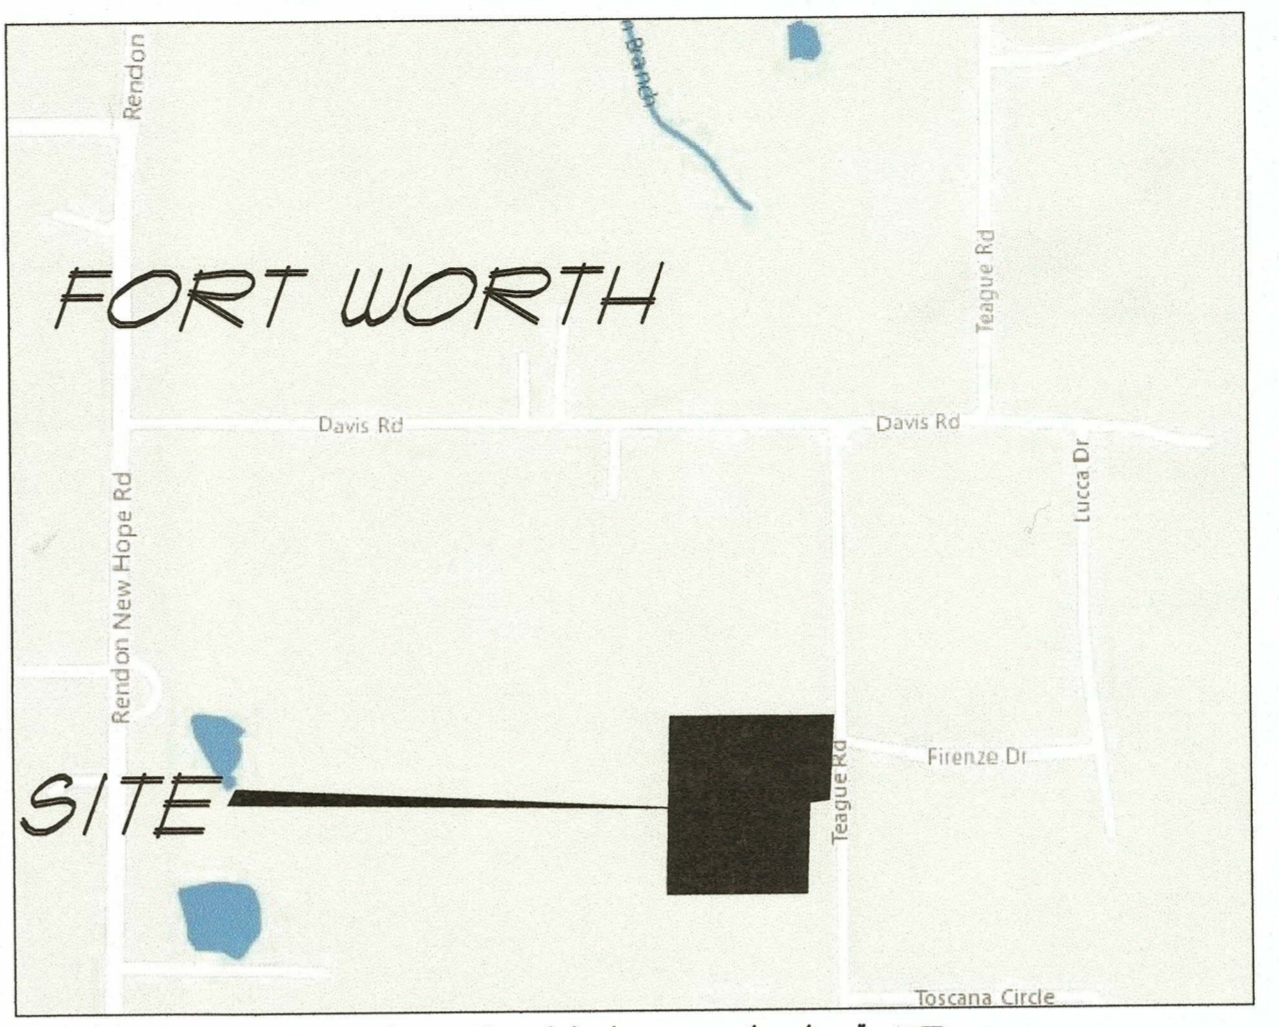 Rendon
n Branch
Teague Rd
FORT WORTH
Davis Rd
Davis Rd
Lucca Dr
Rendon New Hope Rd
Teague Rd
Firenze Dr
SITE
Toscana Circle